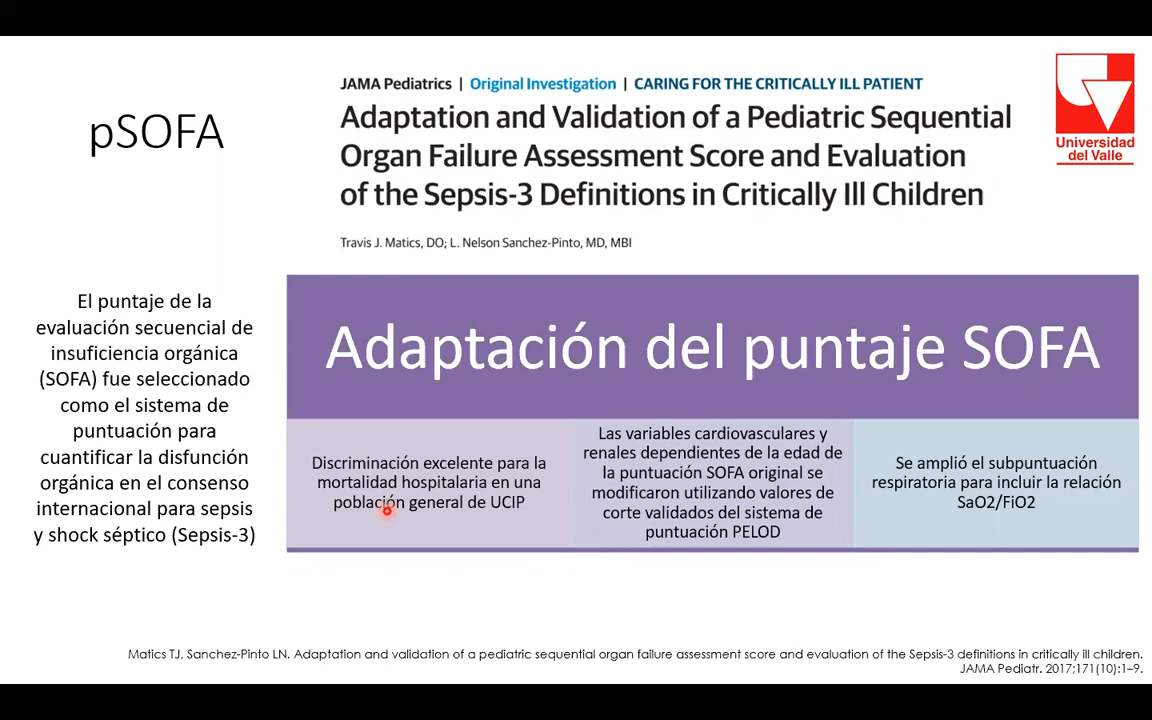 pSOFA
JAMA Pediatrics | Original Investigation | CARING FOR THE CRITICALLY ILL PATIENT
Adaptation and Validation of a Pediatric Sequential
Organ Failure Assessment Score and Evaluation
of the Sepsis-3 Definitions in Critically Ill Children
Travis J. Matics, DO; L. Nelson Sanchez-Pinto, MD, MBI
Universidad
del Valle
El puntaje de la
evaluación secuencial de
insuficiencia orgánica
(SOFA) fue seleccionado
como el sistema de
puntuación para
cuantificar la disfunción
orgánica en el consenso
internacional para sepsis
y shock séptico (Sepsis-3)
Adaptación del puntaje SOFA
Discriminación excelente para la
mortalidad hospitalaria en una
población general de UCIP
Las variables cardiovasculares y
renales dependientes de la edad de
la puntuación SOFA original se
modificaron utilizando valores de
corte validados del sistema de
puntuación PELOD
Se amplió el subpuntuación
respiratoria para incluir la relación
SaO2/FiO2
Matics TJ, Sanchez-Pinto LN. Adaptation and validation of a pediatric sequential organ failure assessment score and evaluation of the Sepsis-3 definitions in critically ill children.
JAMA Pediatr. 2017;171(10):1–9.